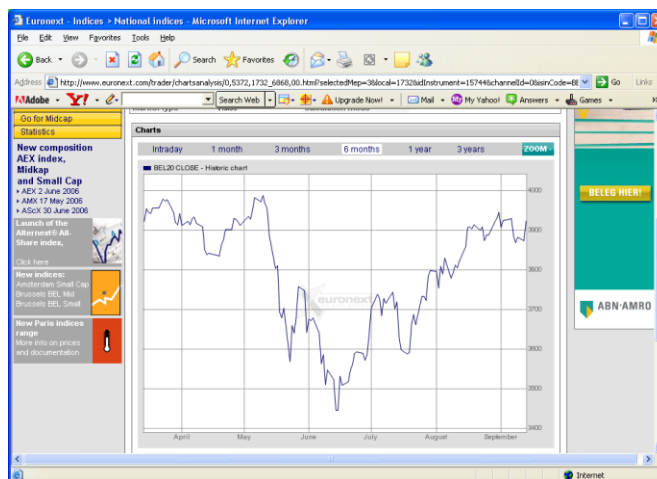 Euronext - Indices > National indices - Microsoft Internet Explorer
File Edit View Favorites Tools Help
Back Search Favorites
Address http://www.euronext.com/trader/chartsanalysis/0,5372,1732_6868,00.html?selectedMep=3&local=1732&idInstrument=15744&channelId=0&isinCode=BE Go Links
Adobe Y! Search Web Upgrade Now! Mail My Yahoo! Answers Games
Go for Midcap
Statistics
New composition
AEX index,
Midkap
and Small Cap
AEX 2 June 2006
AMX 17 May 2006
AScX 30 June 2006
Launch of the
Alternext® All-
Share index,
Click here
New indices:
Amsterdam Small Cap
Brussels BEL Mid
Brussels BEL Small
New Paris indices
range
More info on prices
and documentation
Charts
Intraday 1 month 3 months 6 months 1 year 3 years ZOOM
BEL20 CLOSE - Historic chart
4000
3900
3800
3700
3600
3500
3400
euronext
April May June July August September
BELEG HIER!
ABN·AMRO
Internet